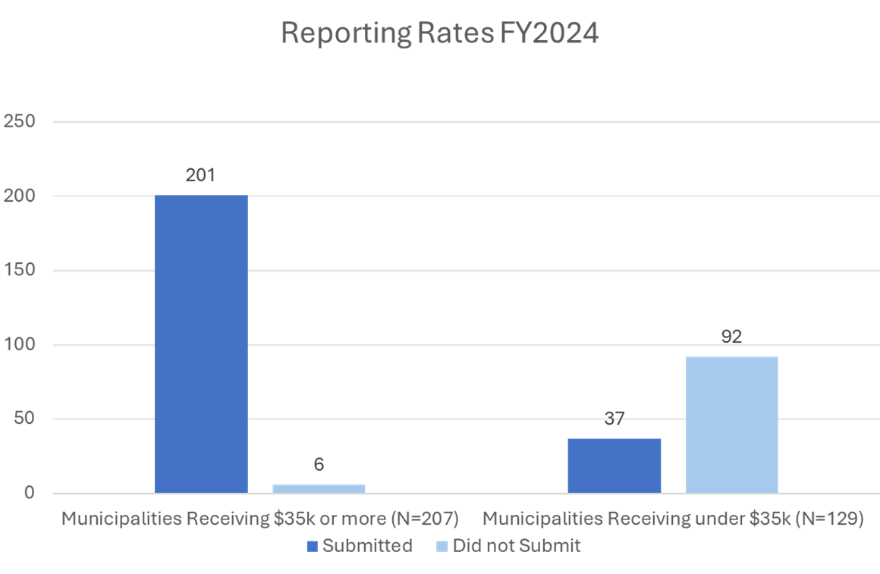 Reporting Rates FY2024
250
200
150
100
50
0
201
6
37
92
Municipalities Receiving $35k or more (N=207)
Municipalities Receiving under $35k (N=129)
Submitted
Did not Submit